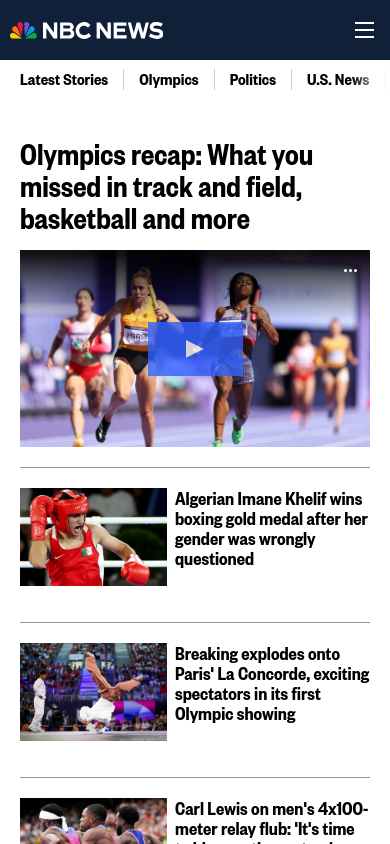 NBC NEWS
Latest Stories
Olympics
Politics
U.S. News
Olympics recap: What you
missed in track and field,
basketball and more
Algerian Imane Khelif wins
boxing gold medal after her
gender was wrongly
questioned
Breaking explodes onto
Paris' La Concorde, exciting
spectators in its first
Olympic showing
Carl Lewis on men's 4x100-
meter relay flub: 'It's time